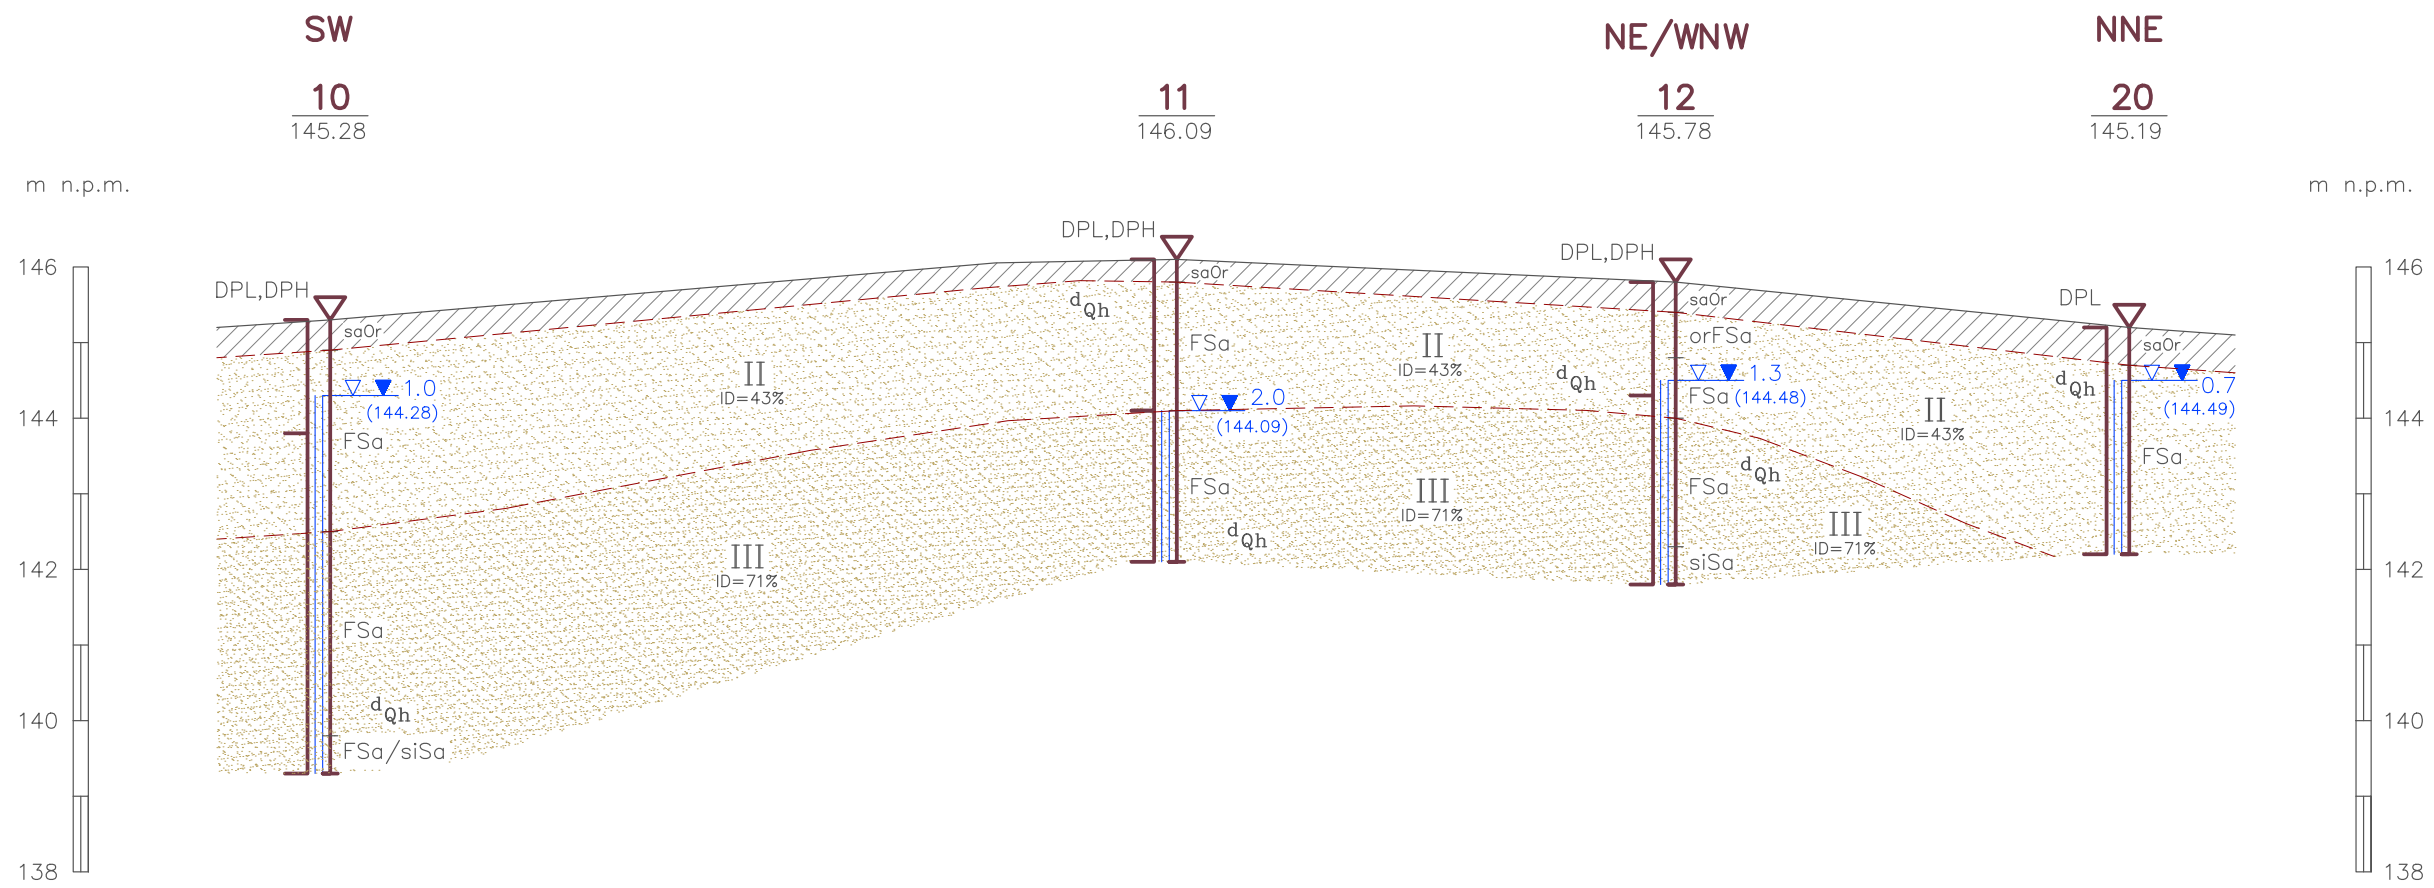 SW NE/WNW NNE
10 11 12 20
145.28 146.09 145.78 145.19
m n.p.m. m n.p.m.
DPL,DPH DPL,DPH DPL,DPH DPL
146 146
saOr saOr saOr saOr
dQh
orFSa
FSa
II II
ID=43% ID=43%
dQh
1.0 2.0 1.3 0.7
(144.28) (144.09) (144.48) (144.49)
FSa
dQh
II
ID=43%
144 144
FSa FSa
dQh
FSa FSa
III III
ID=71% ID=71%
dQh
III
ID=71%
siSa
142 142
FSa
dQh
140 140
FSa/siSa
138 138